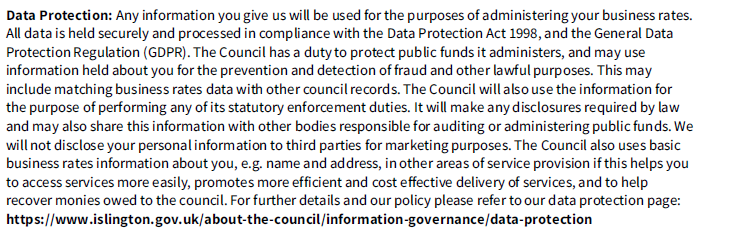 Data Protection: Any information you give us will be used for the purposes of administering your business rates.
All data is held securely and processed in compliance with the Data Protection Act 1998, and the General Data
Protection Regulation (GDPR). The Council has a duty to protect public funds it administers, and may use
information held about you for the prevention and detection of fraud and other lawful purposes. This may
include matching business rates data with other council records. The Council will also use the information for
the purpose of performing any of its statutory enforcement duties. It will make any disclosures required by law
and may also share this information with other bodies responsible for auditing or administering public funds. We
will not disclose your personal information to third parties for marketing purposes. The Council also uses basic
business rates information about you, e.g. name and address, in other areas of service provision if this helps you
to access services more easily, promotes more efficient and cost effective delivery of services, and to help
recover monies owed to the council. For further details and our policy please refer to our data protection page:
https://www.islington.gov.uk/about-the-council/information-governance/data-protection